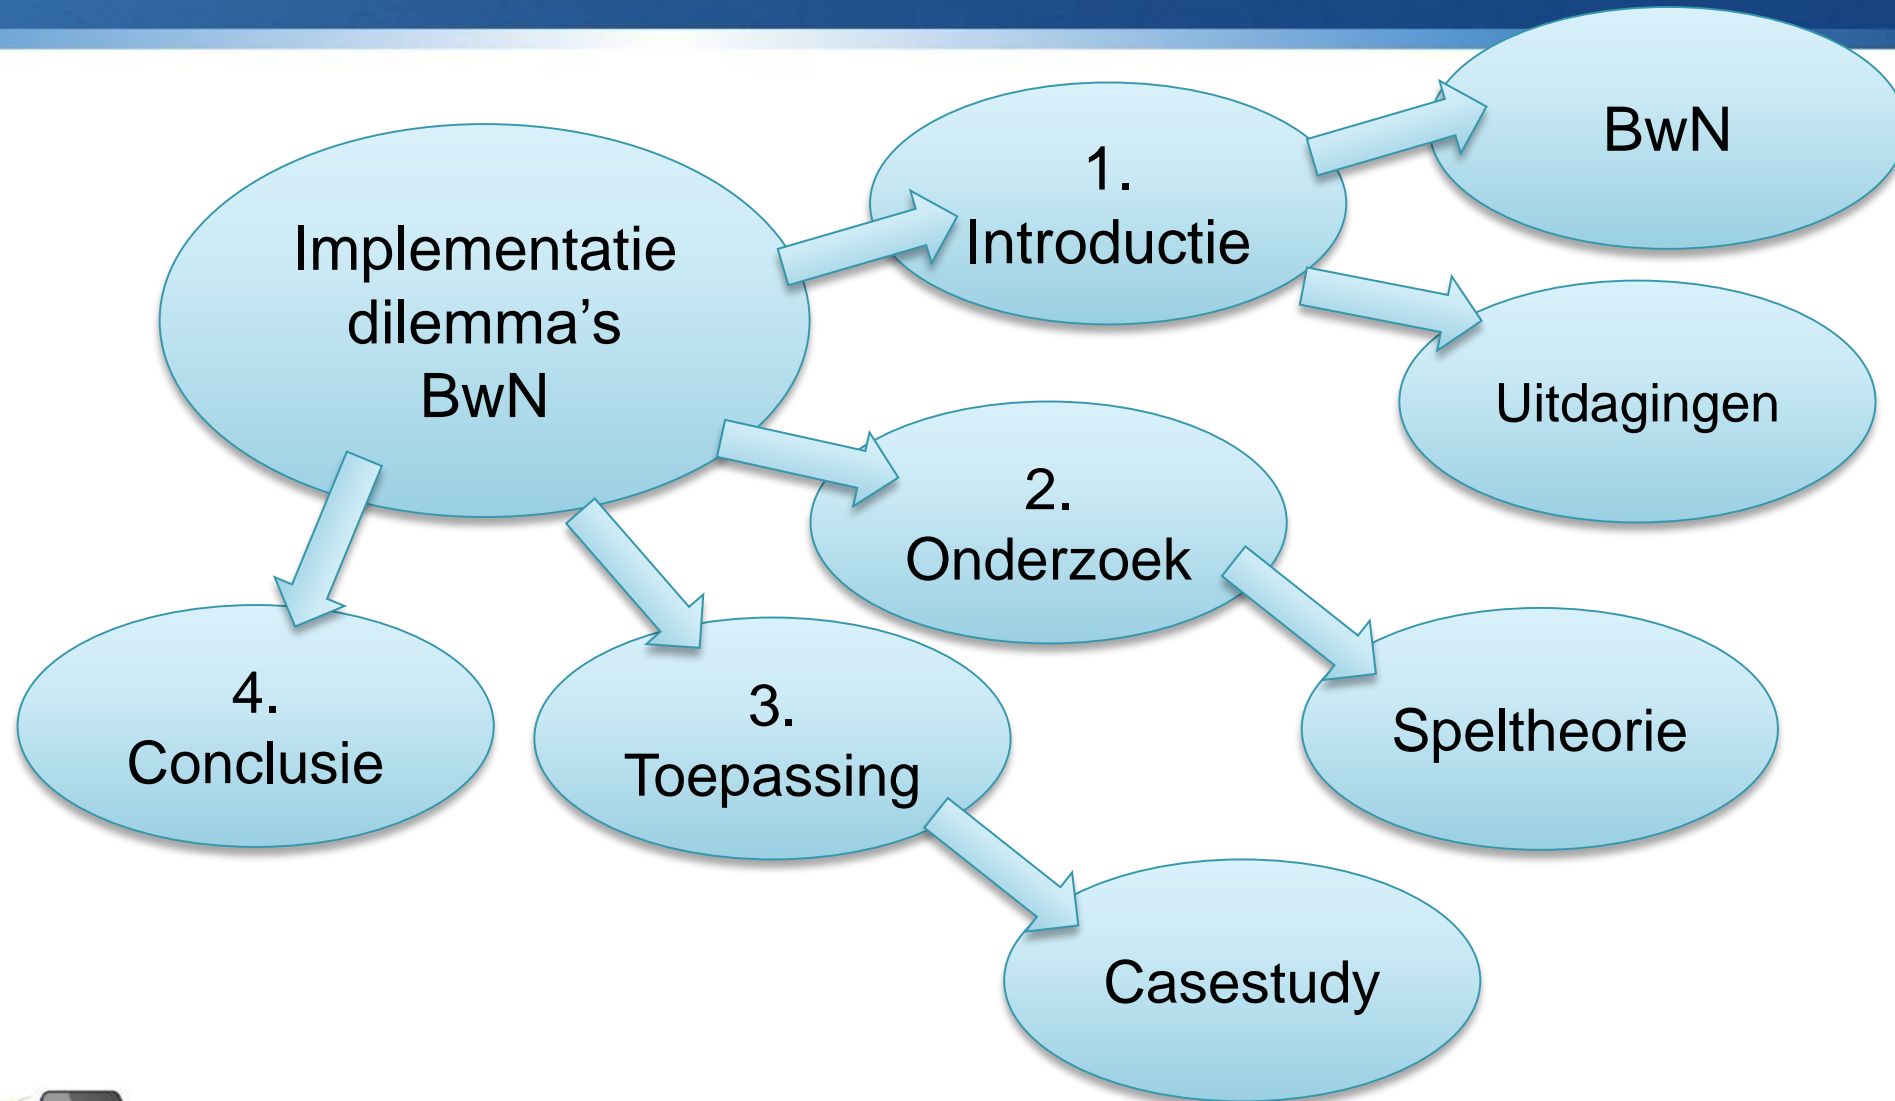 Implementatie
dilemma’s
BwN
1.
Introductie
BwN
Uitdagingen
2.
Onderzoek
Speltheorie
3.
Toepassing
Casestudy
4.
Conclusie